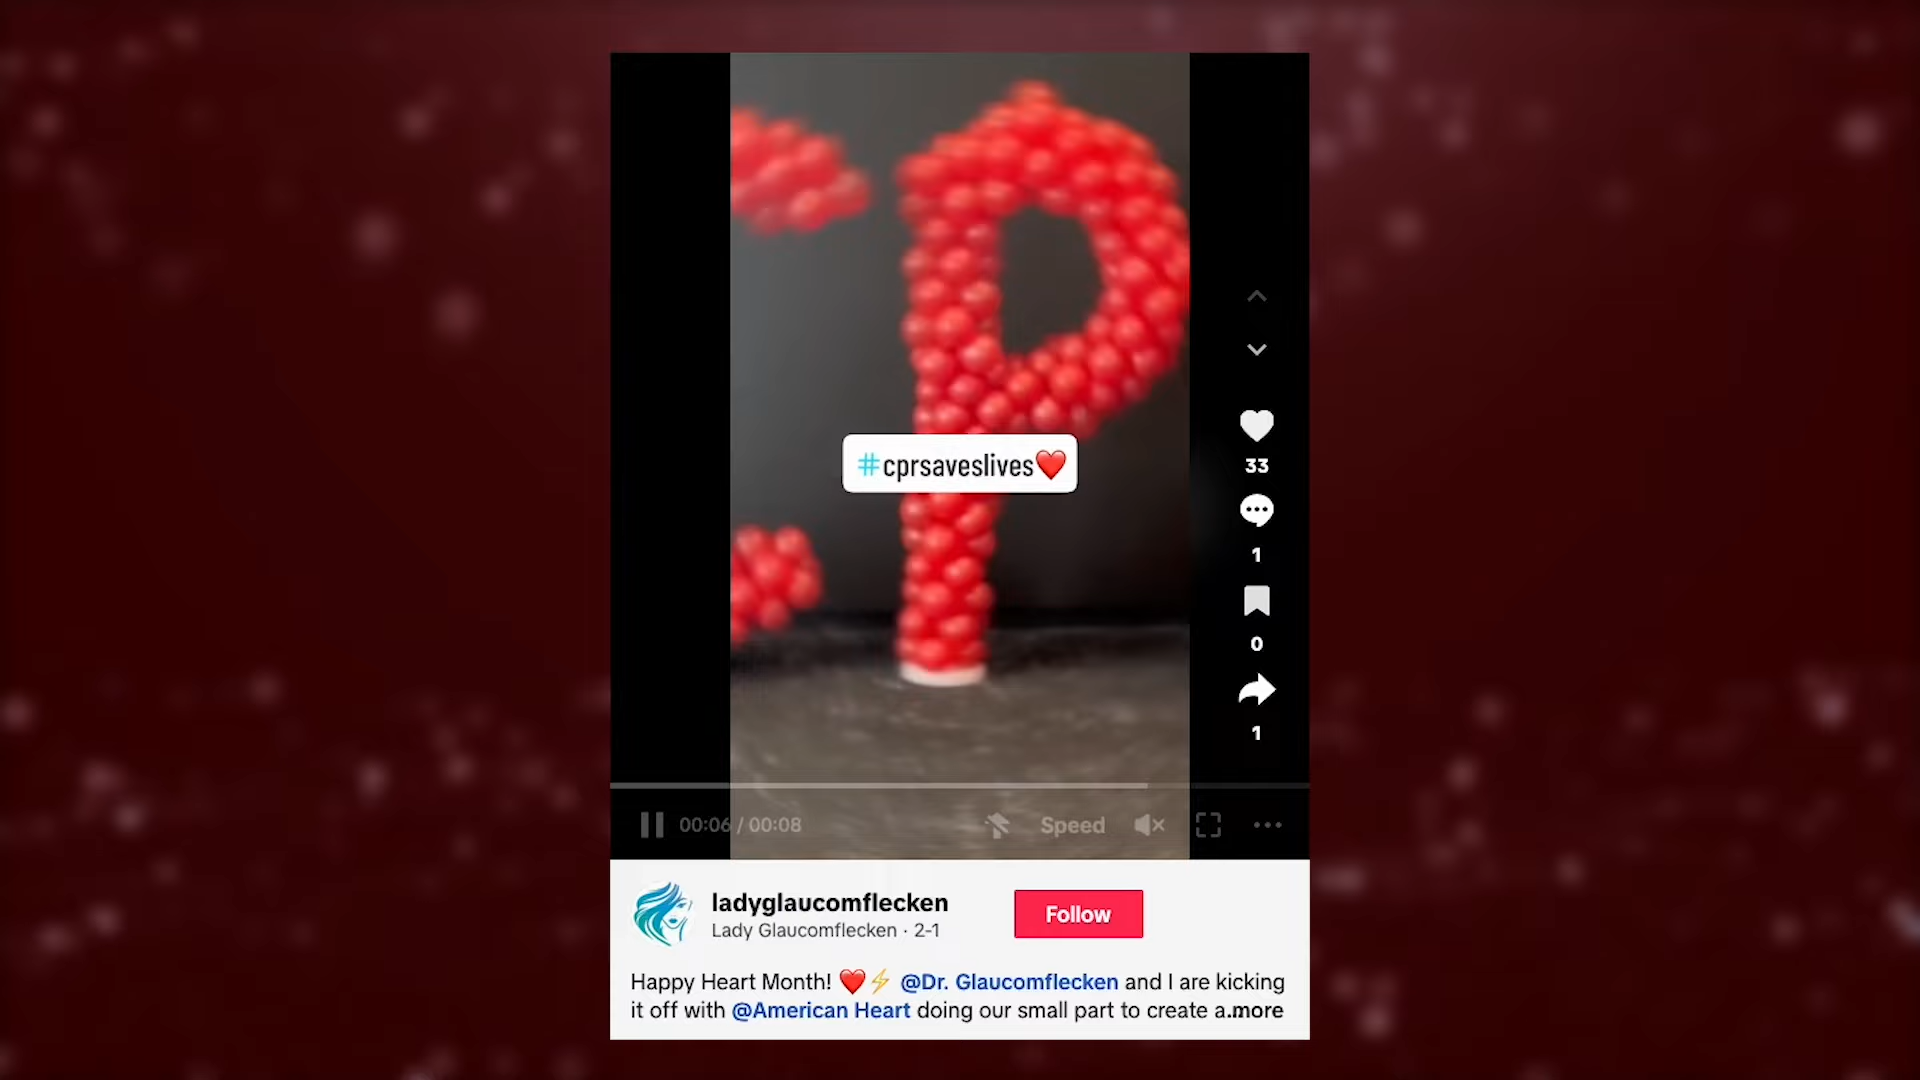 P
#cprsaveslives❤️
33
1
0
1
00:06 / 00:08
Speed
ladyglaucomflecken
Follow
Lady Glaucomflecken · 2-1
Happy Heart Month! ❤️⚡ @Dr. Glaucomflecken and I are kicking
it off with @American Heart doing our small part to create a.more